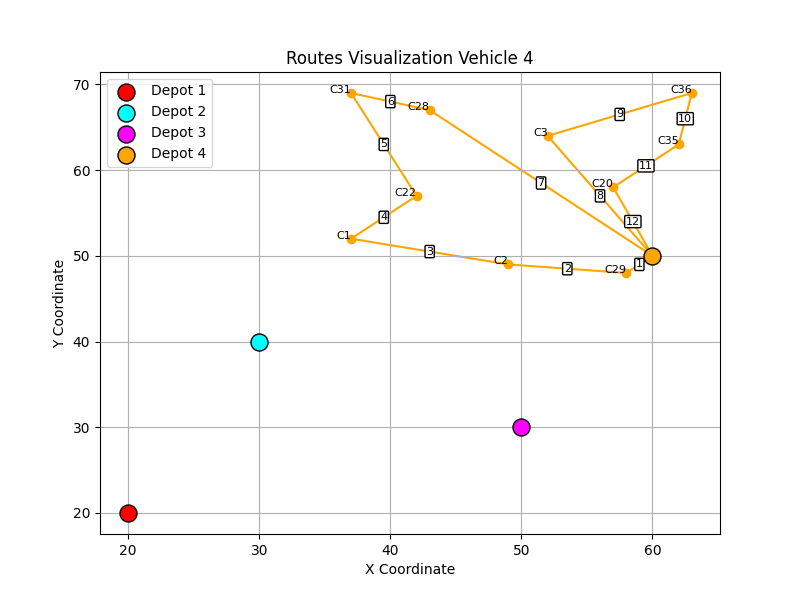 Routes Visualization Vehicle 4
Depot 1
Depot 2
Depot 3
Depot 4
C31
6
C28
C36
9
10
C3
C35
5
11
7
C20
8
C22
4
12
C1
3
C2
2
C29
1
Y Coordinate
70
60
50
40
30
20
20
30
40
50
60
X Coordinate